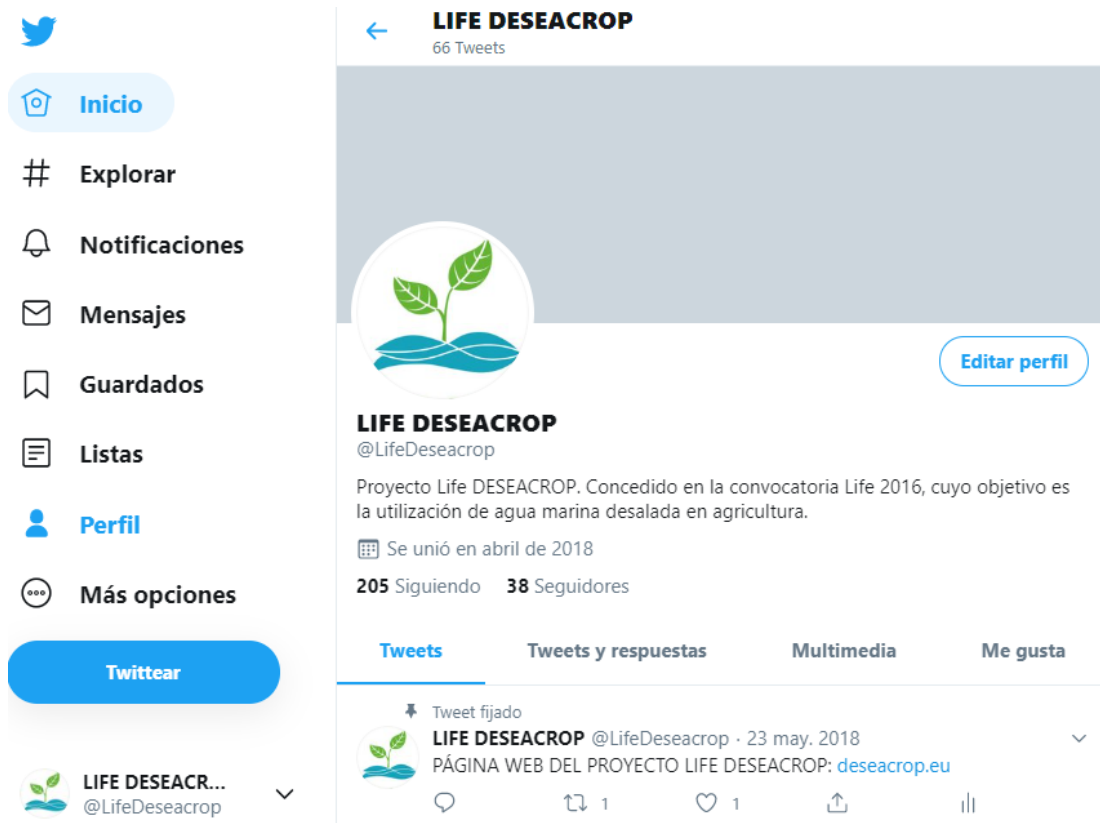 LIFE DESEACROP
66 Tweets
Inicio
Explorar
Notificaciones
Mensajes
Guardados
Listas
Perfil
Más opciones
Twittear
LIFE DESEACR...
@LifeDeseacrop
Editar perfil
LIFE DESEACROP
@LifeDeseacrop
Proyecto Life DESEACROP. Concedido en la convocatoria Life 2016, cuyo objetivo es
la utilización de agua marina desalada en agricultura.
Se unió en abril de 2018
205 Siguiendo 38 Seguidores
Tweets Tweets y respuestas Multimedia Me gusta
Tweet fijado
LIFE DESEACROP @LifeDeseacrop · 23 may. 2018
PÁGINA WEB DEL PROYECTO LIFE DESEACROP: deseacrop.eu
1 1